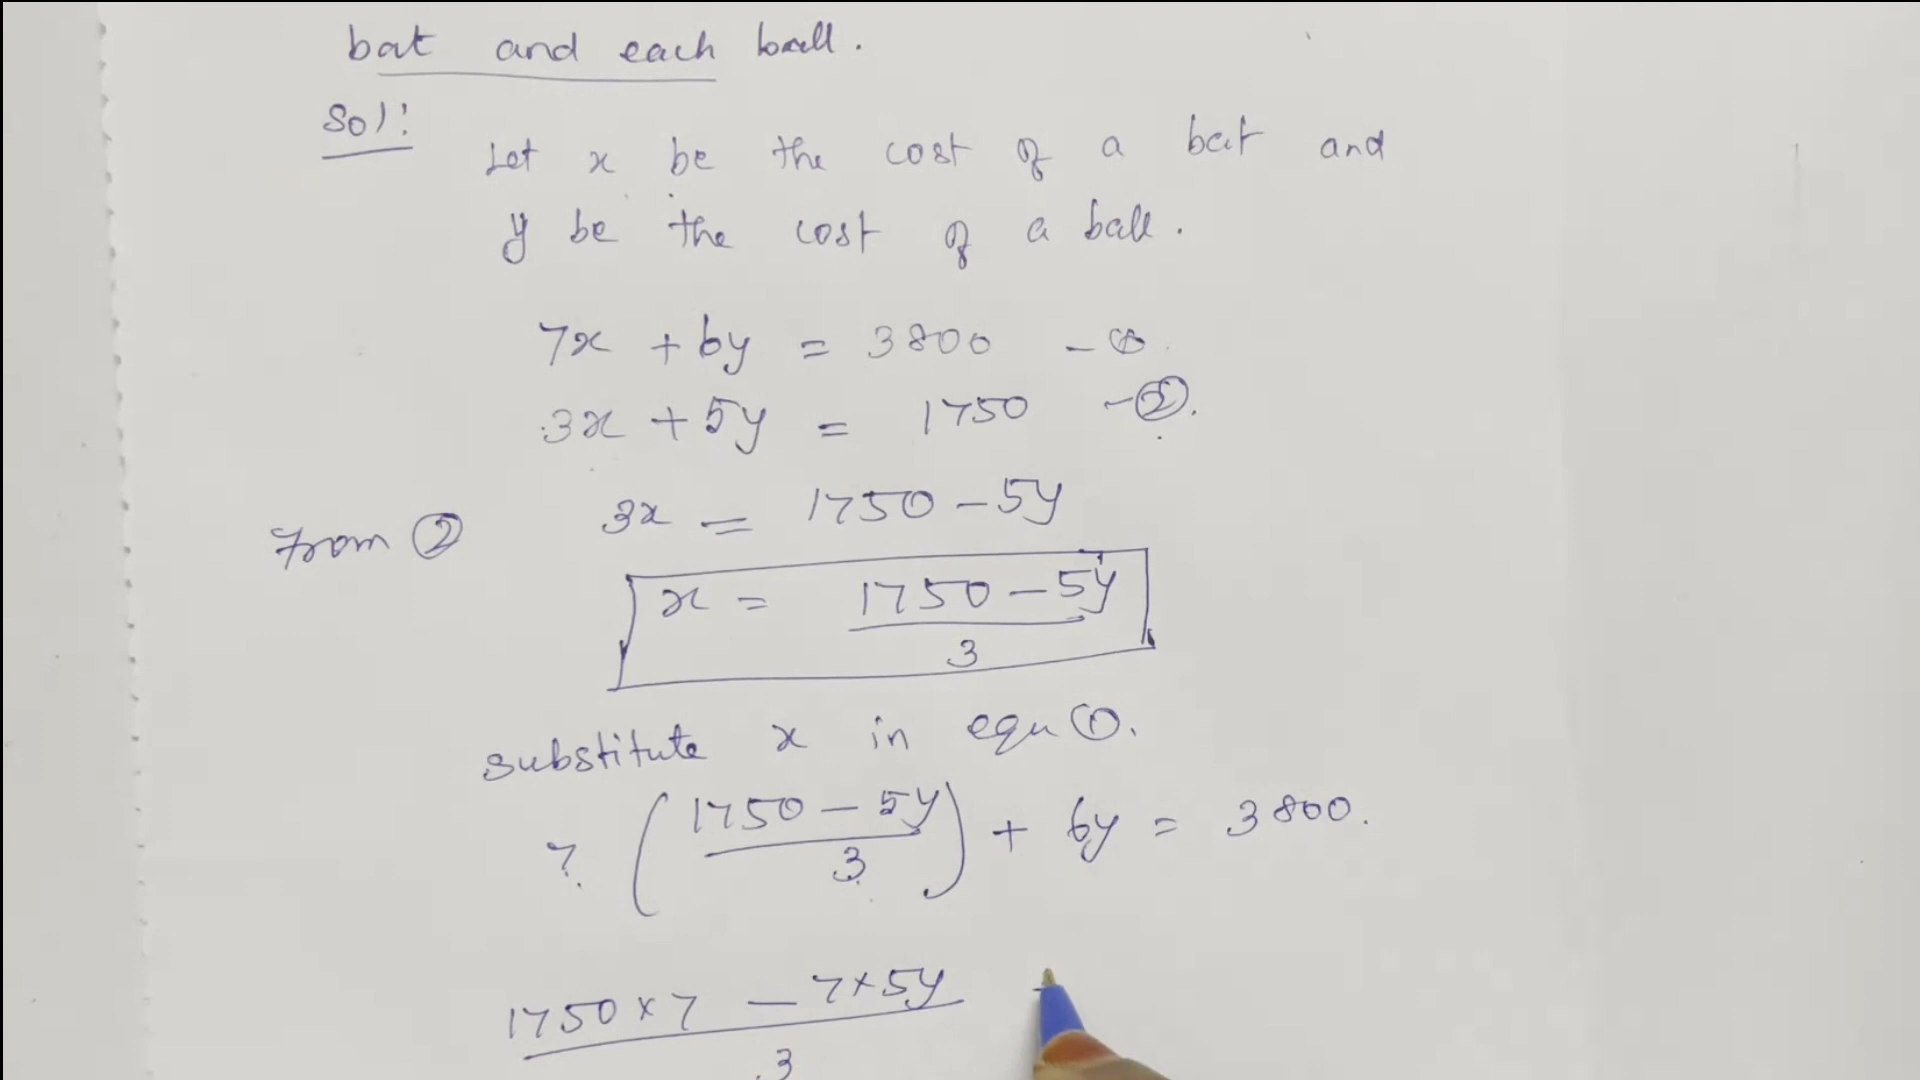 bat and each ball.
Sol:
Let x be the cost of a bat and
y be the cost of a ball.
7x + 6y = 3800 - ①
3x + 5y = 1750 - ②.
From ② 3x = 1750 - 5y
x = (1750 - 5y)/3
substitute x in equ ①.
7 ((1750 - 5y)/3) + 6y = 3800.
(1750 x 7 - 7 x 5y)/3